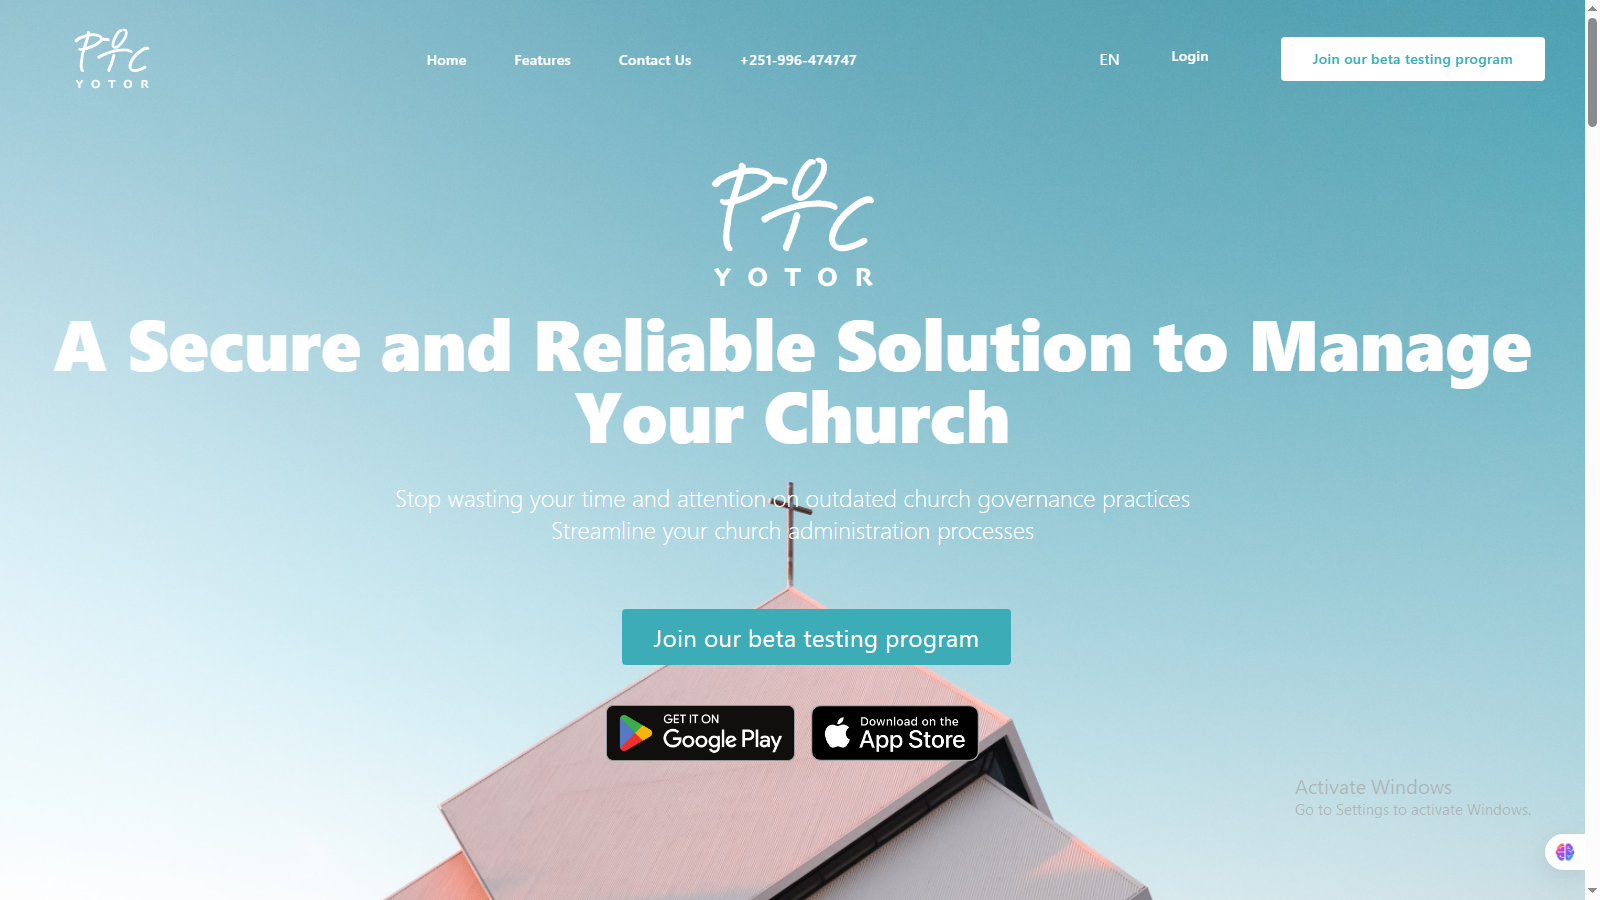 POTC
YOTOR
Home
Features
Contact Us
+251-996-474747
EN
Login
Join our beta testing program
POTC
YOTOR
A Secure and Reliable Solution to Manage
Your Church
Stop wasting your time and attention on outdated church governance practices
Streamline your church administration processes
Join our beta testing program
GET IT ON
Google Play
Download on the
App Store
Activate Windows
Go to Settings to activate Windows.